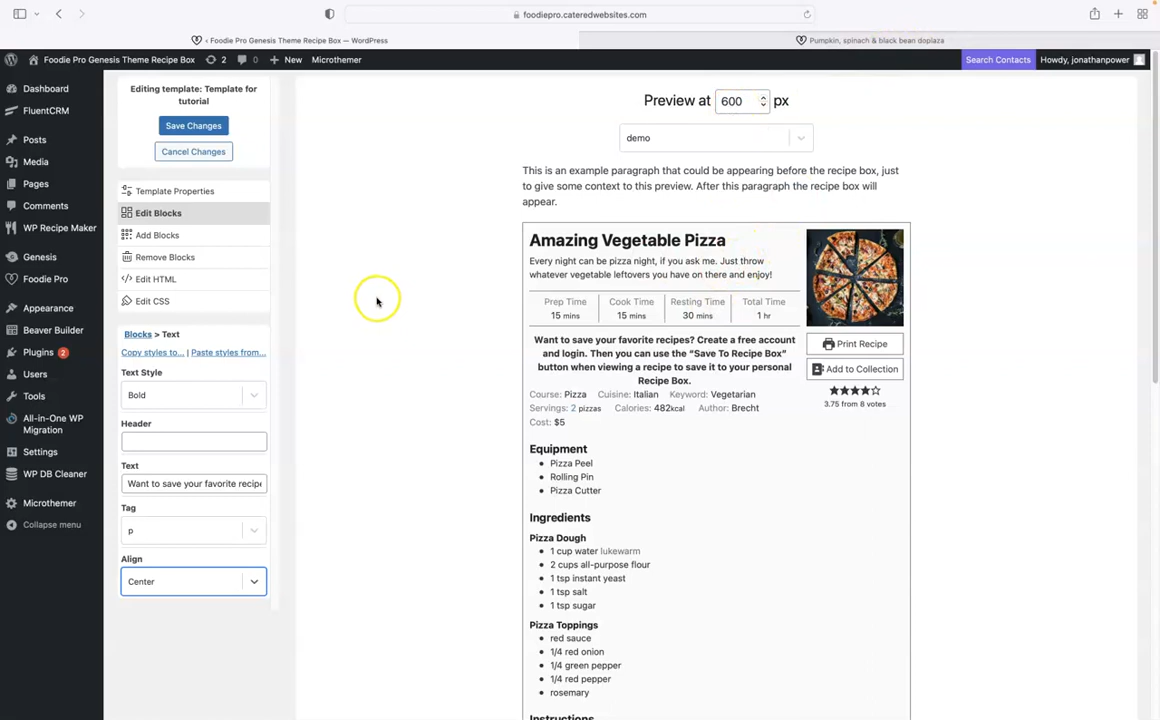 foodiepro.cateredwebsites.com
‹ Foodie Pro Genesis Theme Recipe Box — WordPress
Pumpkin, spinach & black bean dopiaza
Foodie Pro Genesis Theme Recipe Box
2
0
New
Microthemer
Search Contacts
Howdy, jonathanpower
Dashboard
FluentCRM
Posts
Media
Pages
Comments
WP Recipe Maker
Genesis
Foodie Pro
Appearance
Beaver Builder
Plugins 2
Users
Tools
All-in-One WP
Migration
Settings
WP DB Cleaner
Microthemer
Collapse menu
Editing template: Template for
tutorial
Save Changes
Cancel Changes
Template Properties
Edit Blocks
Add Blocks
Remove Blocks
Edit HTML
Edit CSS
Blocks > Text
Copy styles to... | Paste styles from...
Text Style
Bold
Header
Text
Want to save your favorite recipe
Tag
p
Align
Center
Preview at 600 px
demo
This is an example paragraph that could be appearing before the recipe box, just
to give some context to this preview. After this paragraph the recipe box will
appear.
Amazing Vegetable Pizza
Every night can be pizza night, if you ask me. Just throw
whatever vegetable leftovers you have on there and enjoy!
Prep Time Cook Time Resting Time Total Time
15 mins 15 mins 30 mins 1 hr
Want to save your favorite recipes? Create a free account
and login. Then you can use the “Save To Recipe Box”
button when viewing a recipe to save it to your personal
Recipe Box.
Print Recipe
Add to Collection
3.75 from 8 votes
Course: Pizza Cuisine: Italian Keyword: Vegetarian
Servings: 2 pizzas Calories: 482kcal Author: Brecht
Cost: $5
Equipment
Pizza Peel
Rolling Pin
Pizza Cutter
Ingredients
Pizza Dough
1 cup water lukewarm
2 cups all-purpose flour
1 tsp instant yeast
1 tsp salt
1 tsp sugar
Pizza Toppings
red sauce
1/4 red onion
1/4 green pepper
1/4 red pepper
rosemary
Instructions